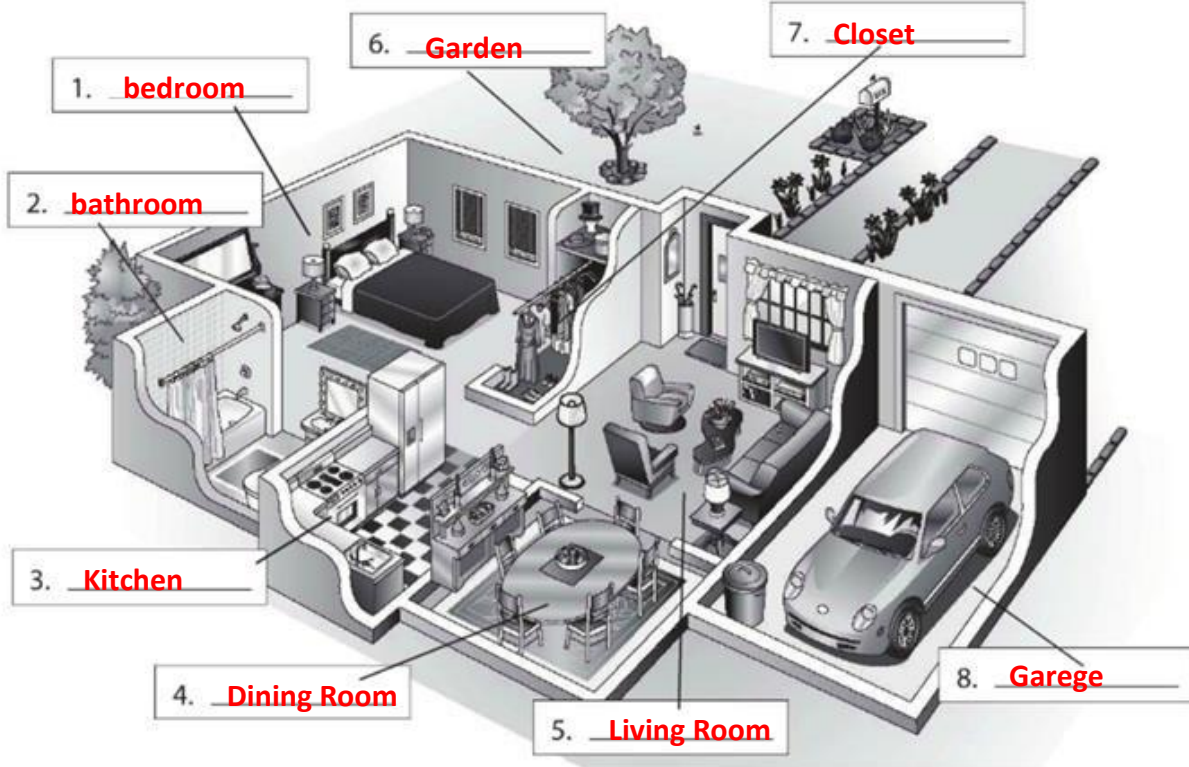 1. bedroom
2. bathroom
3. Kitchen
4. Dining Room
5. Living Room
6. Garden
7. Closet
8. Garege